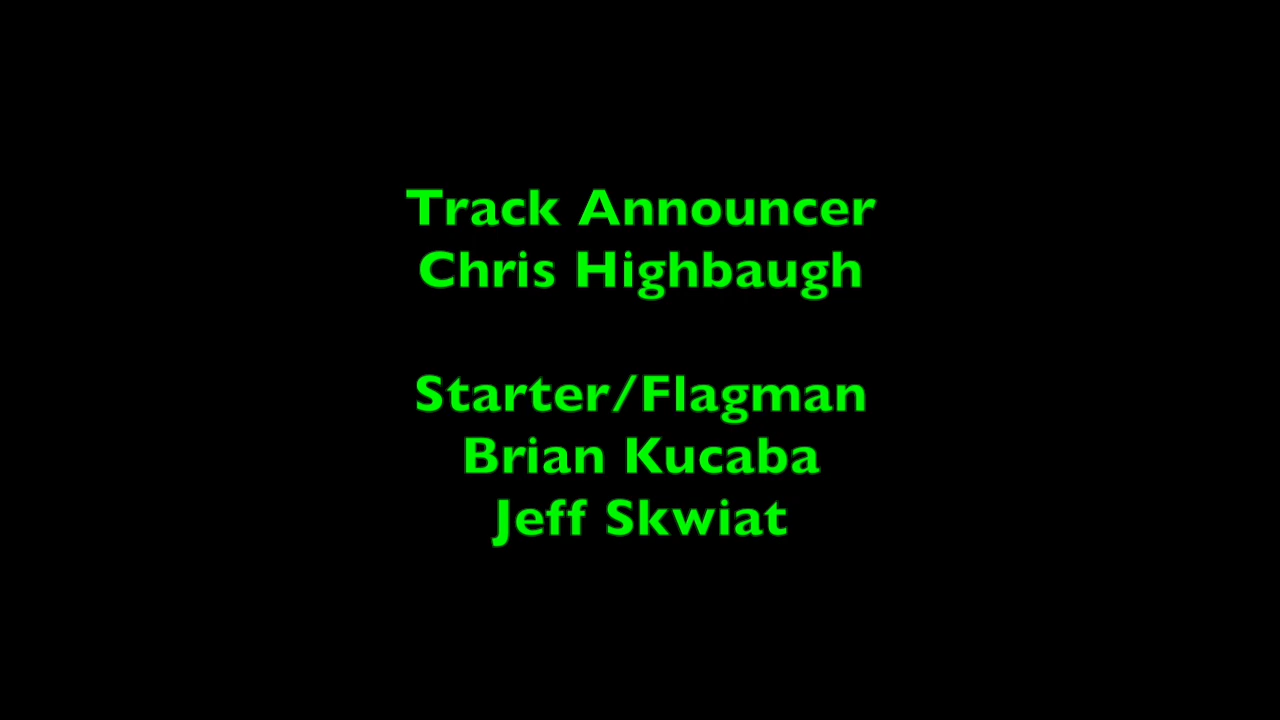 Track Announcer
Chris Highbaugh
Starter/Flagman
Brian Kucaba
Jeff Skwiat